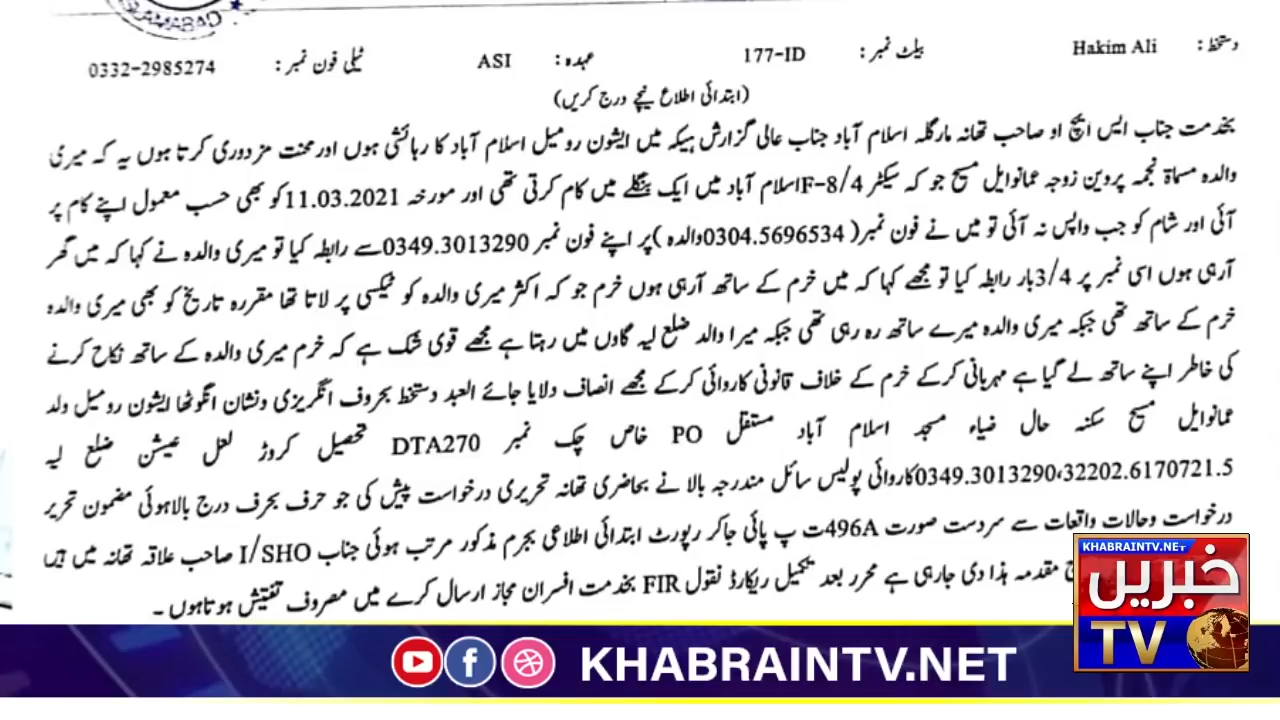 ISLAMABAD
دستخط: Hakim Ali بیلٹ نمبر: 177-ID عہدہ: ASI ٹیلی فون نمبر: 0332-2985274
(ابتدائی اطلاع نیچے درج کریں)
بخدمت جناب ایس ایچ او صاحب تھانہ مارگلہ اسلام آباد جناب عالی گزارش ہیکہ میں ایشون رومیل اسلام آباد کا رہائشی ہوں اور محنت مزدوری کرتا ہوں یہ کہ میری
والدہ مسماۃ نجمہ پروین زوجہ عمانوایل مسیح جو کہ سیکٹر F-8/4اسلام آباد میں ایک بنگلے میں کام کرتی تھی اور مورخہ 11.03.2021کو بھی حسب معمول اپنے کام پر
آئی اور شام کو جب واپس نہ آئی تو میں نے فون نمبر(0304.5696534والدہ)پر اپنے فون نمبر 0349.3013290سے رابطہ کیا تو میری والدہ نے کہا کہ میں گھر
آرہی ہوں اسی نمبر پر 3/4بار رابطہ کیا تو مجھے کہا کہ میں خرم کے ساتھ آرہی ہوں خرم جو کہ اکثر میری والدہ کو ٹیکسی پر لاتا تھا مقررہ تاریخ کو بھی میری والدہ
خرم کے ساتھ تھی جبکہ میری والدہ میرے ساتھ رہ رہی تھی جبکہ میرا والد ضلع لیہ گاوں میں رہتا ہے مجھے قوی شک ہے کہ خرم میری والدہ کے ساتھ نکاح کرنے
کی خاطر اپنے ساتھ لے گیا ہے مہربانی کرکے خرم کے خلاف قانونی کاروائی کرکے مجھے انصاف دلایا جائے العبد دستخط بحروف انگریزی ونشان انگوٹھا ایشون رومیل ولد
عمانوایل مسیح سکنہ حال ضیاء مسجد اسلام آباد مستقل PO خاص چک نمبر DTA270 تحصیل کروڑ لعل عیشن ضلع لیہ
0349.3013290،32202.6170721.5کاروائی پولیس سائل مندرجہ بالا نے بحاضری تھانہ تحریری درخواست پیش کی جو حرف بحرف درج بالا ہوئی مضمون تحریر
درخواست وحالات واقعات سے سردست صورت 496Aت پ پائی جاکر رپورٹ ابتدائی اطلاعی بجرم مذکور مرتب ہوئی جناب I/SHO صاحب علاقہ تھانہ میں ہیں
مقدمہ ہذا دی جارہی ہے محرر بعد تکمیل ریکارڈ نقول FIR بخدمت افسران مجاز ارسال کرے میں مصروف تفتیش ہوتا ہوں۔
KHABRAINTV.NET
خبریں
TV
KHABRAINTV.NET